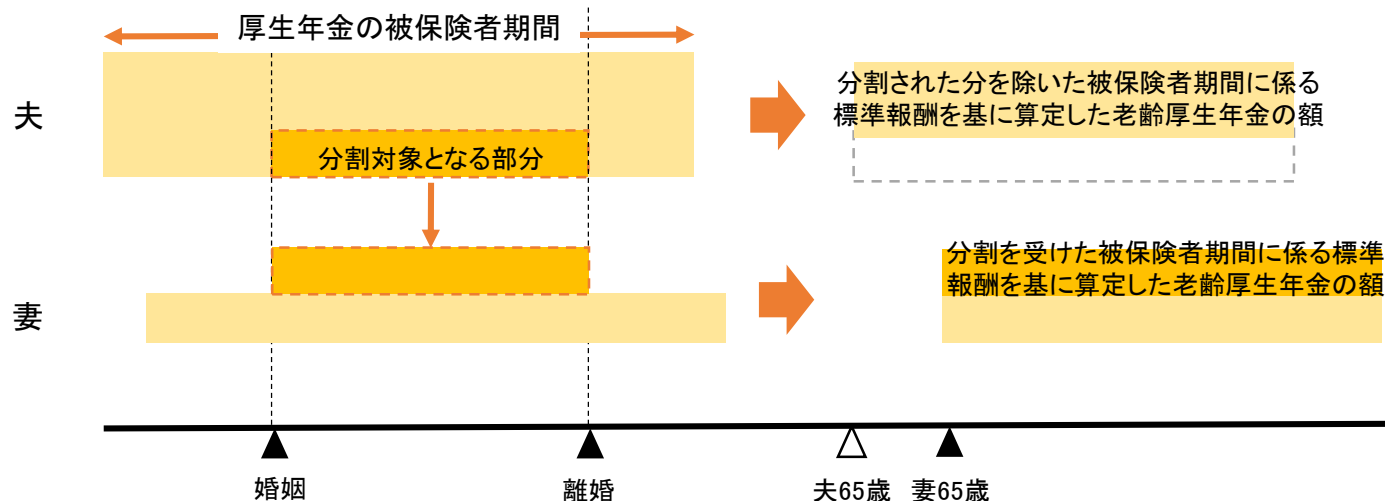 厚生年金の被保険者期間
夫
分割対象となる部分
分割された分を除いた被保険者期間に係る
標準報酬を基に算定した老齢厚生年金の額
妻
分割を受けた被保険者期間に係る標準
報酬を基に算定した老齢厚生年金の額
婚姻
離婚
夫65歳
妻65歳